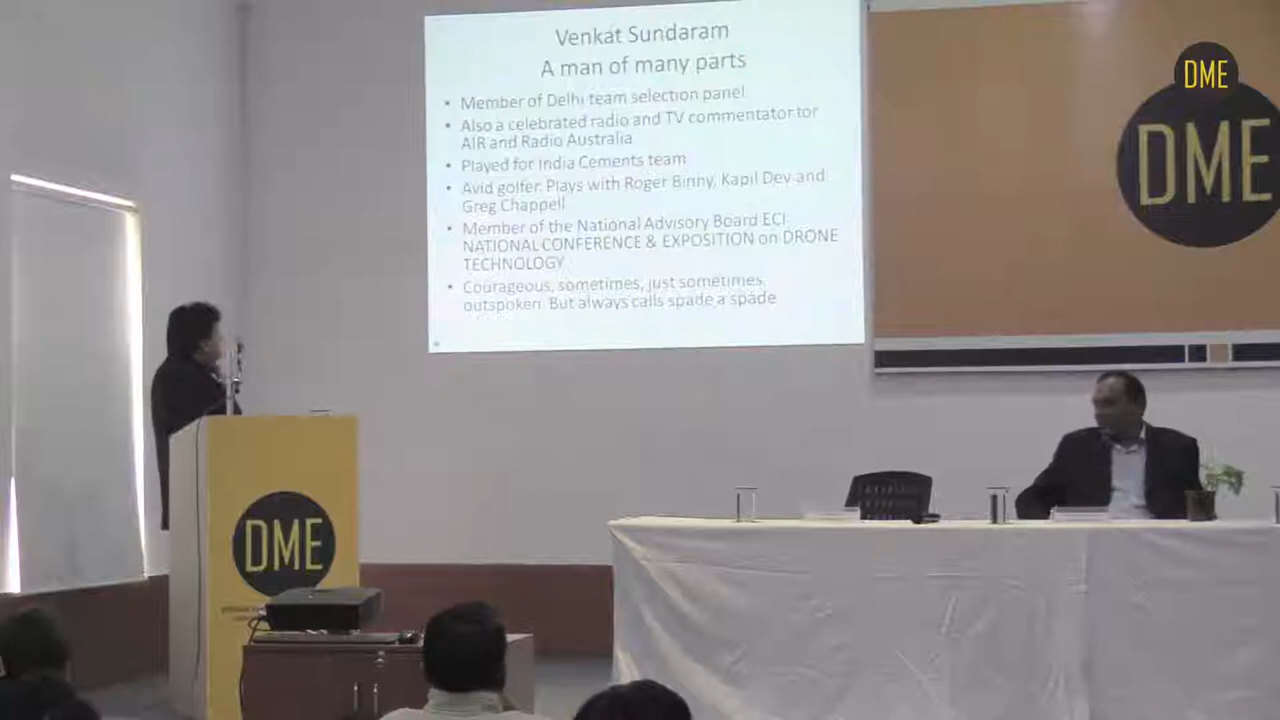 Venkat Sundaram
A man of many parts
• Member of Delhi team selection panel
• Also a celebrated radio and TV commentator for
AIR and Radio Australia
• Played for India Cements team
• Avid golfer. Plays with Roger Binny, Kapil Dev and
Greg Chappell
• Member of the National Advisory Board ECI
NATIONAL CONFERENCE & EXPOSITION on DRONE
TECHNOLOGY
• Courageous, sometimes, just sometimes,
outspoken. But always calls spade a spade
DME
DME
DME